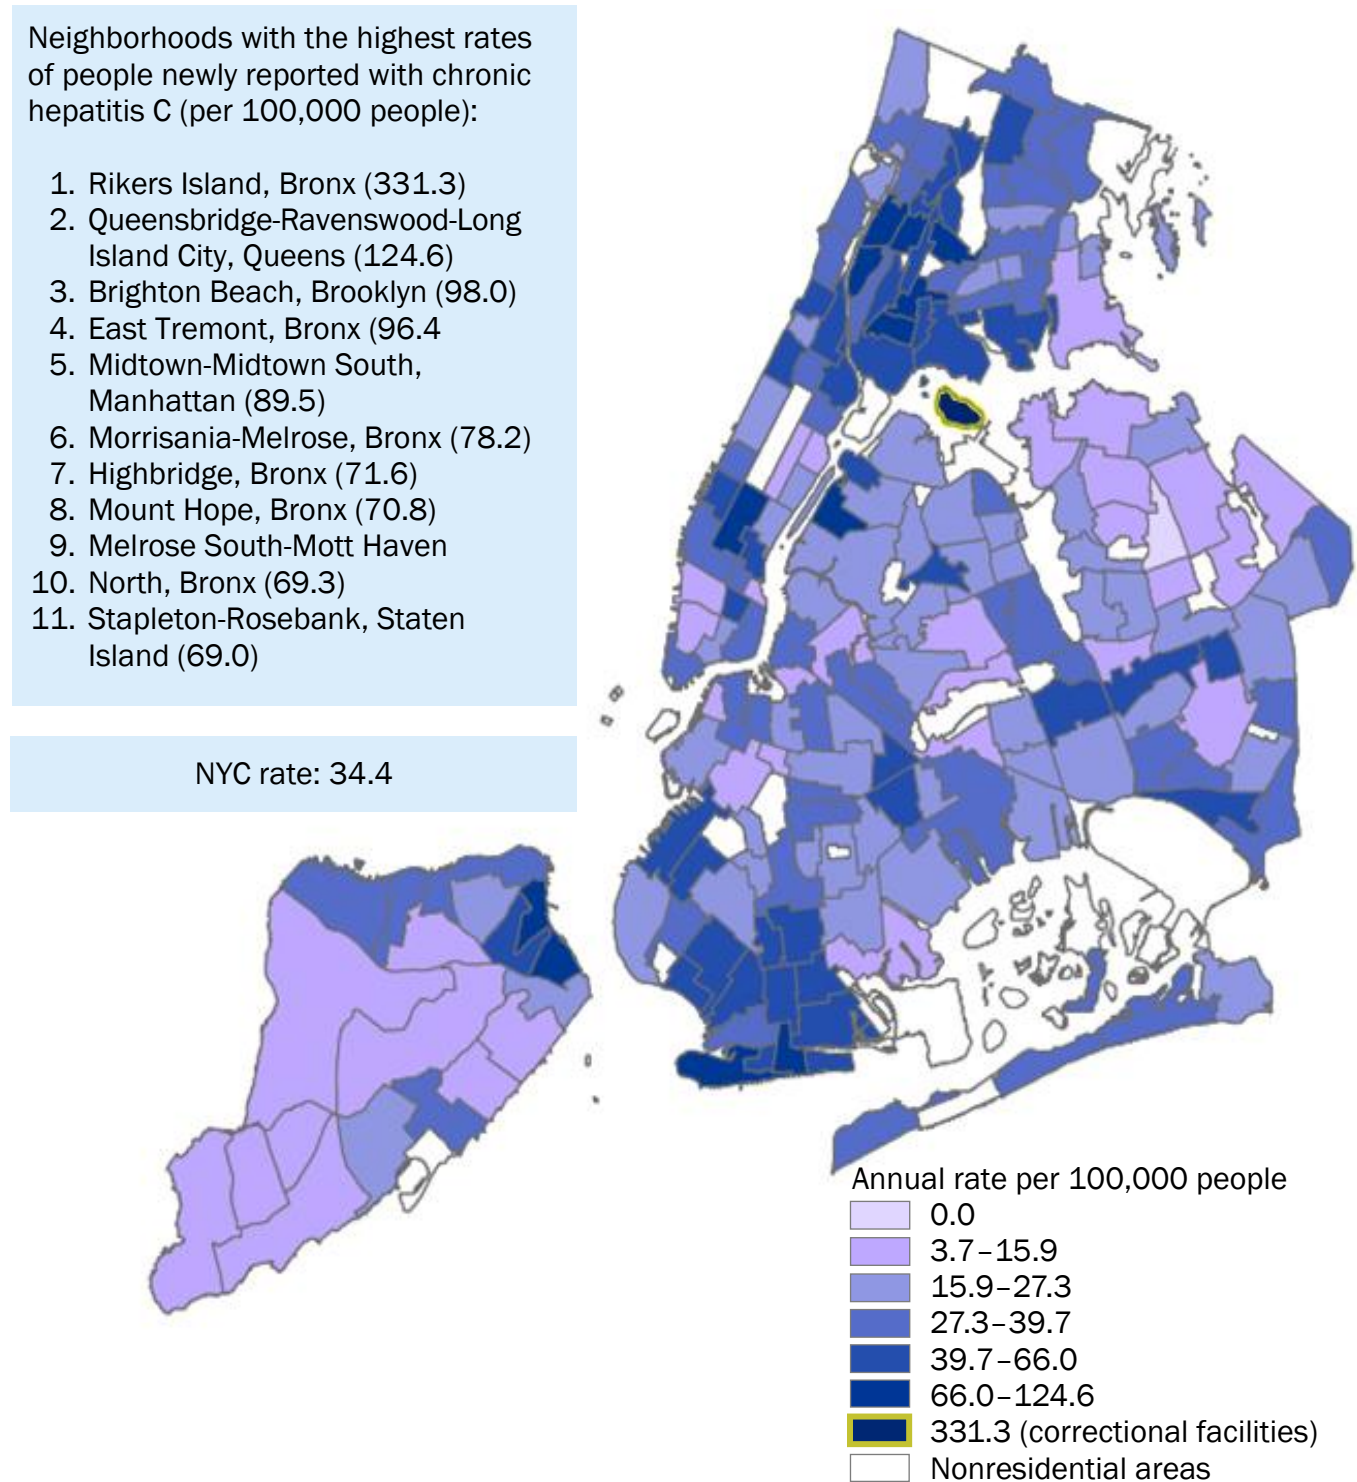 Neighborhoods with the highest rates
of people newly reported with chronic
hepatitis C (per 100,000 people):
1. Rikers Island, Bronx (331.3)
2. Queensbridge-Ravenswood-Long
Island City, Queens (124.6)
3. Brighton Beach, Brooklyn (98.0)
4. East Tremont, Bronx (96.4
5. Midtown-Midtown South,
Manhattan (89.5)
6. Morrisania-Melrose, Bronx (78.2)
7. Highbridge, Bronx (71.6)
8. Mount Hope, Bronx (70.8)
9. Melrose South-Mott Haven
10. North, Bronx (69.3)
11. Stapleton-Rosebank, Staten
Island (69.0)
NYC rate: 34.4
Annual rate per 100,000 people
0.0
3.7–15.9
15.9–27.3
27.3–39.7
39.7–66.0
66.0–124.6
331.3 (correctional facilities)
Nonresidential areas